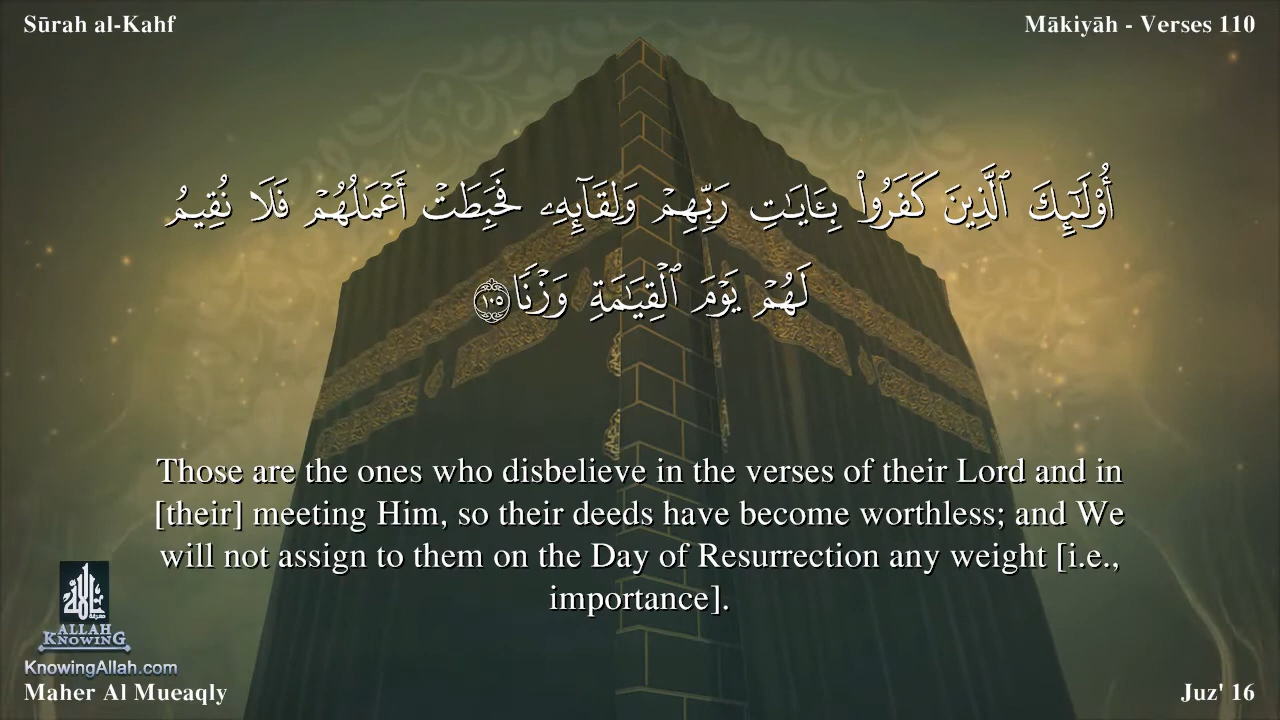 Sūrah al-Kahf
Mākiyāh - Verses 110
أُو۟لَـٰٓئِكَ ٱلَّذِينَ كَفَرُوا۟ بِـَٔايَـٰتِ رَبِّهِمْ وَلِقَآئِهِۦ فَحَبِطَتْ أَعْمَـٰلُهُمْ فَلَا نُقِيمُ
لَهُمْ يَوْمَ ٱلْقِيَـٰمَةِ وَزْنًا ١٠٥
Those are the ones who disbelieve in the verses of their Lord and in
[their] meeting Him, so their deeds have become worthless; and We
will not assign to them on the Day of Resurrection any weight [i.e.,
importance].
ALLAH
KNOWING
KnowingAllah.com
Maher Al Mueaqly
Juz' 16